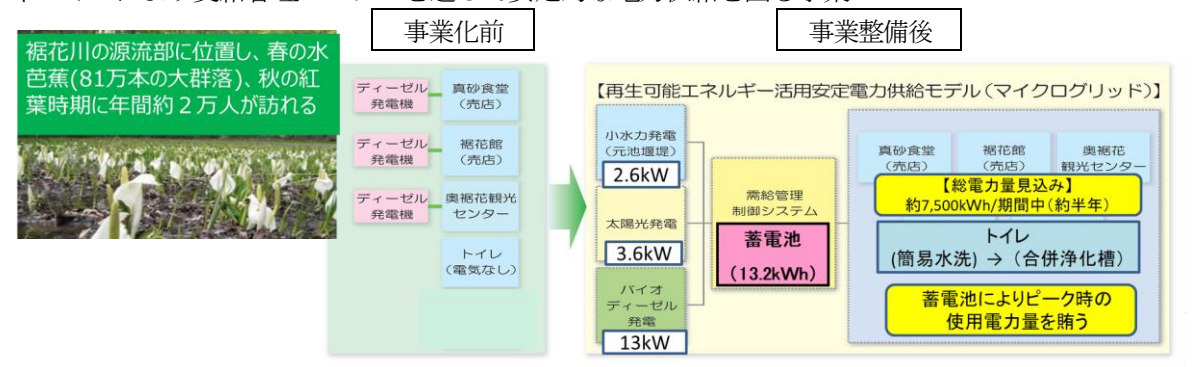 事業化前
事業整備後
裾花川の源流部に位置し、春の水
芭蕉(81万本の大群落)、秋の紅
葉時期に年間約２万人が訪れる
ディーゼル
発電機
真砂食堂
(売店)
ディーゼル
発電機
裾花館
(売店)
ディーゼル
発電機
奥裾花観光
センター
トイレ
(電気なし)
【再生可能エネルギー活用安定電力供給モデル(マイクログリッド)】
小水力発電
(元池堰堤)
2.6kW
太陽光発電
3.6kW
バイオ
ディーゼル
発電
13kW
需給管理
制御システム
蓄電池
(13.2kWh)
真砂食堂
(売店)
裾花館
(売店)
奥裾花
観光センター
【総電力量見込み】
約7,500kWh/期間中(約半年)
トイレ
(簡易水洗) → (合併浄化槽)
蓄電池によりピーク時の
使用電力量を賄う